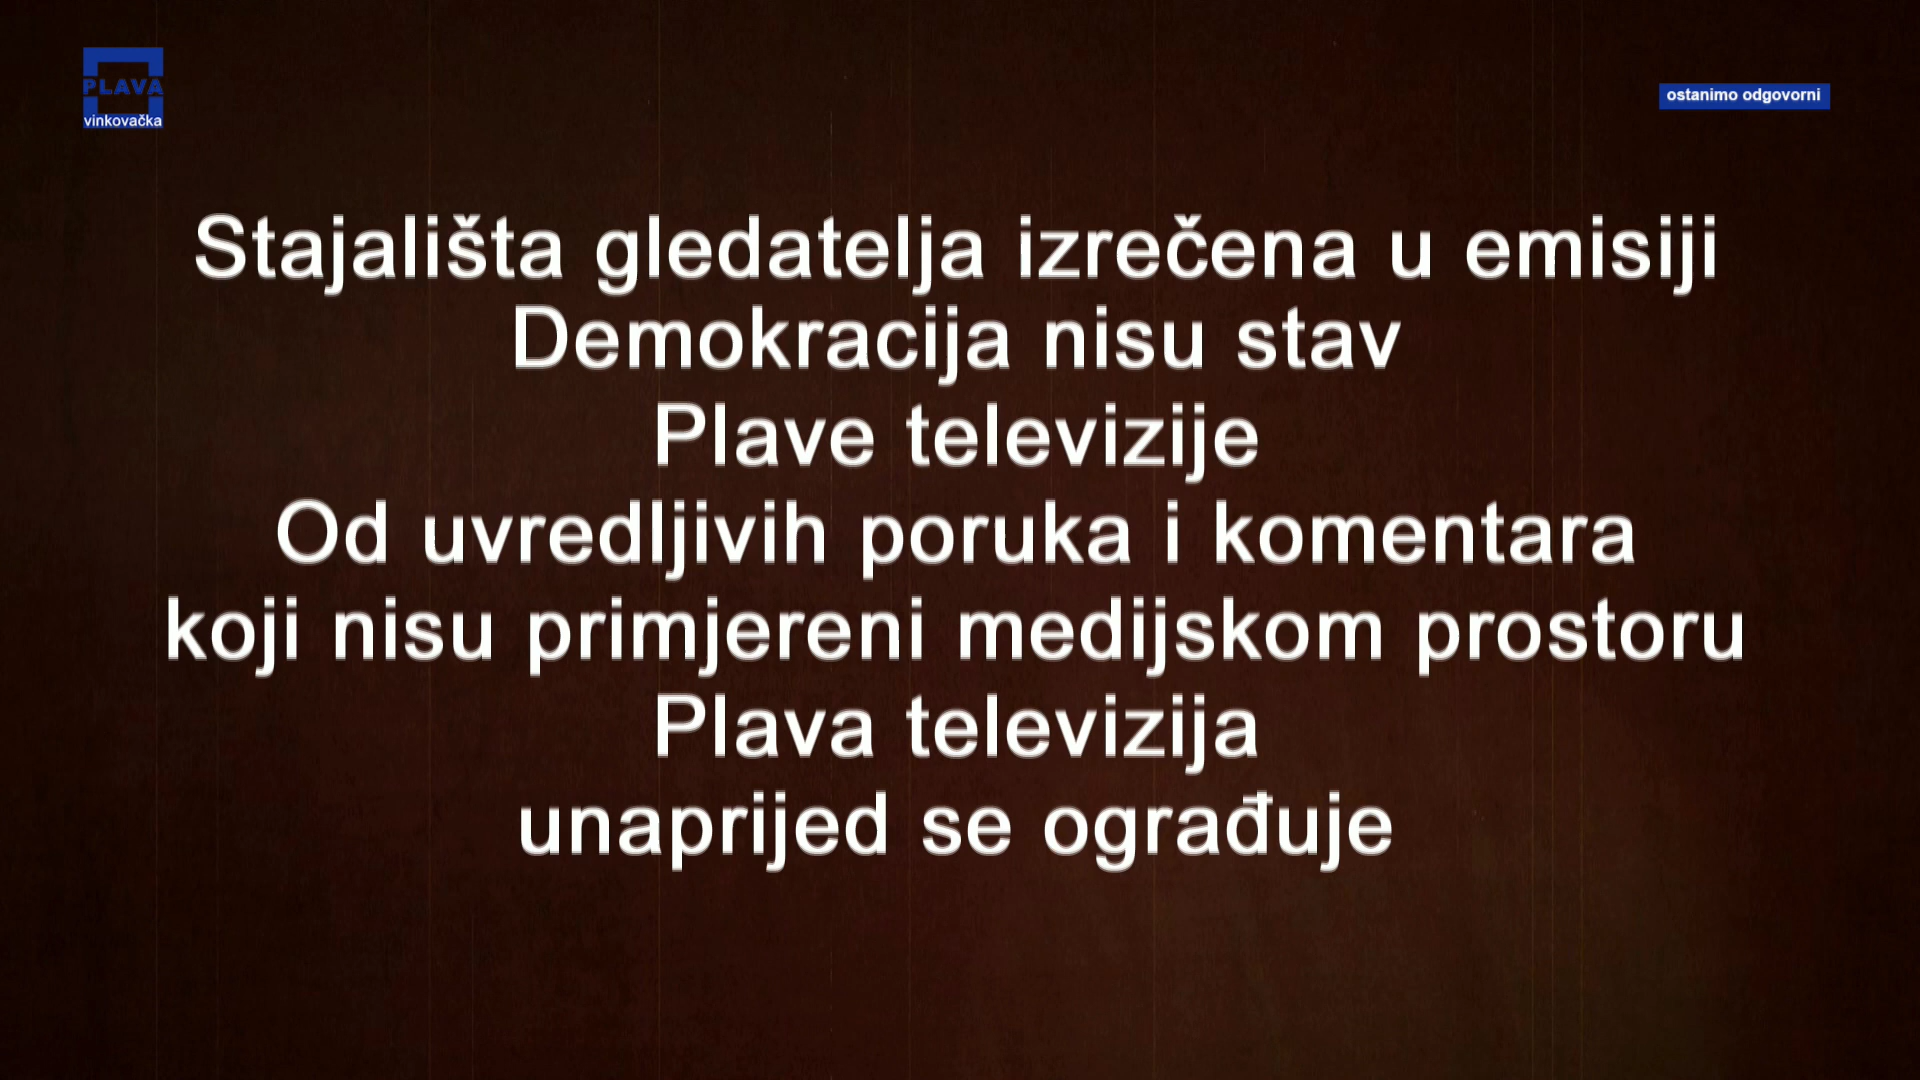 PLAVA
vinkovačka
ostanimo odgovorni
Stajališta gledatelja izrečena u emisiji
Demokracija nisu stav
Plave televizije
Od uvredljivih poruka i komentara
koji nisu primjereni medijskom prostoru
Plava televizija
unaprijed se ograđuje